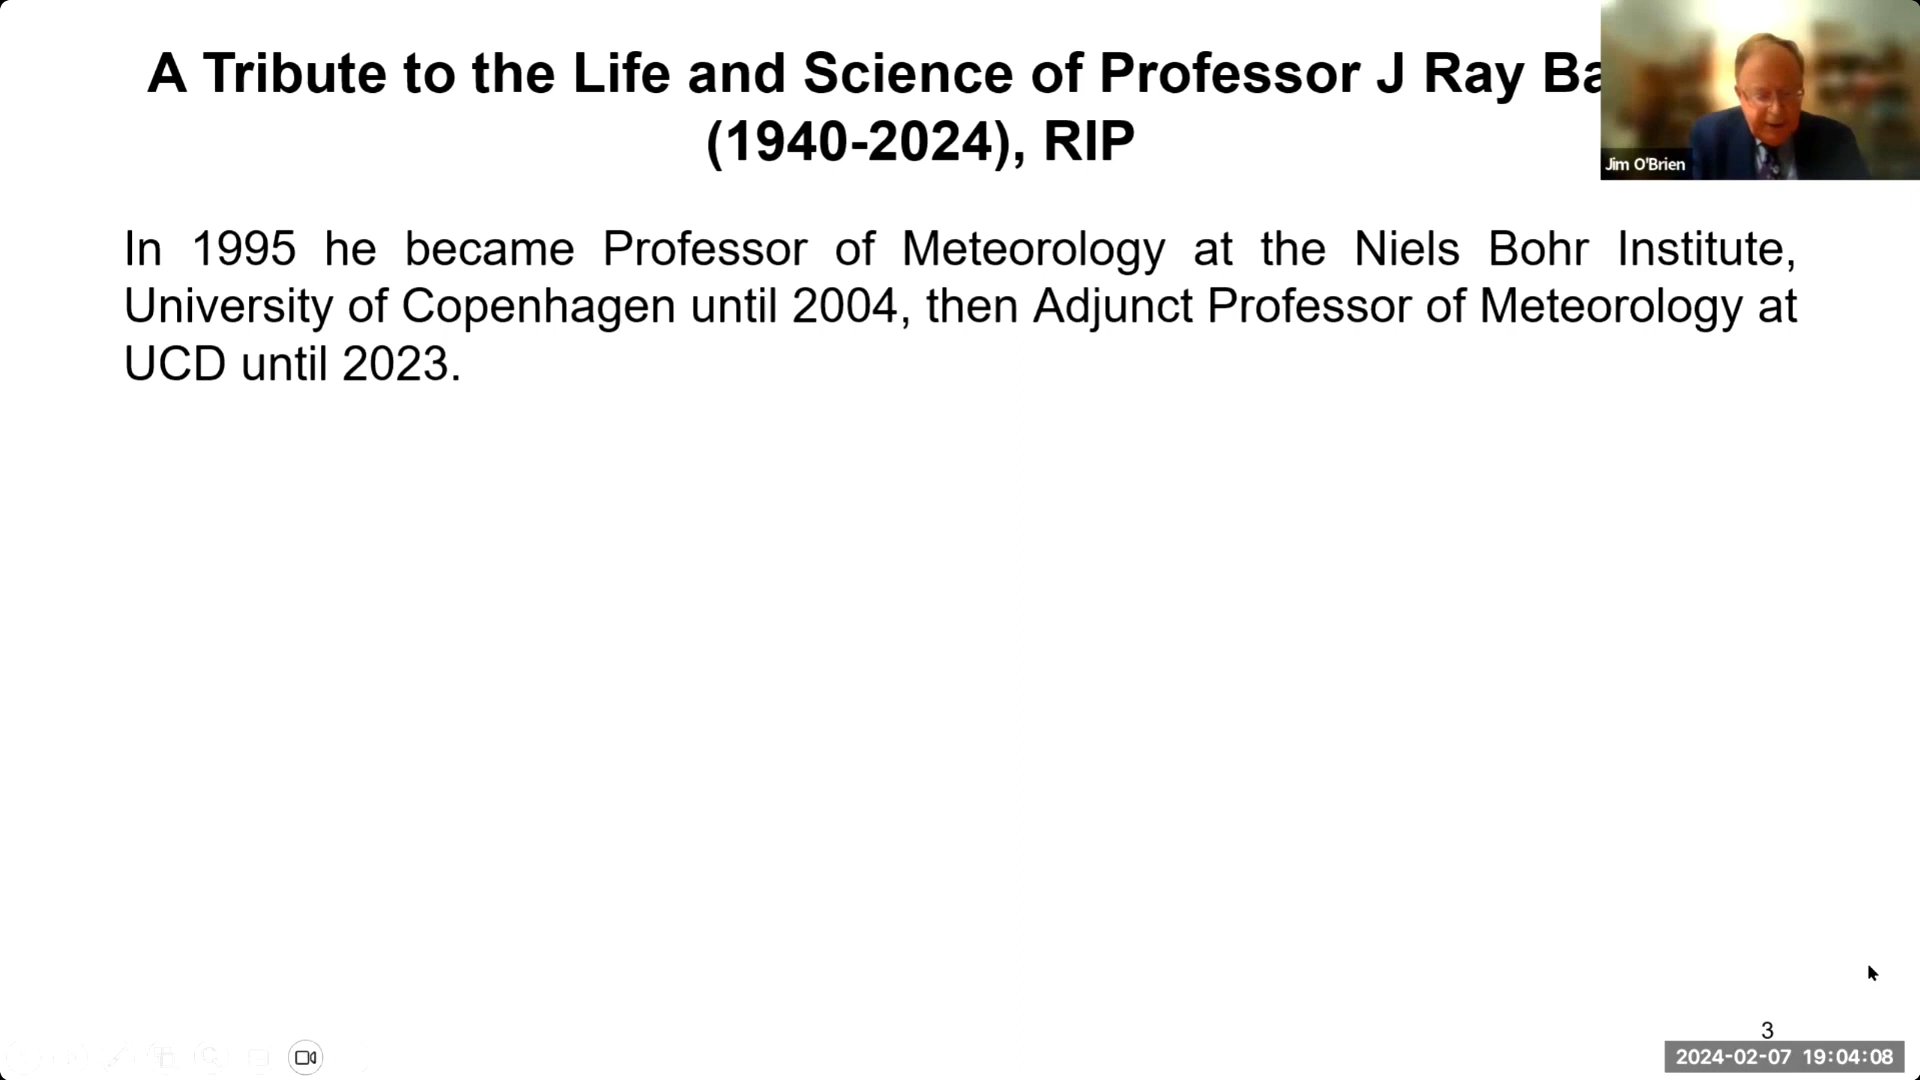 A Tribute to the Life and Science of Professor J Ray
(1940-2024), RIP
Jim O'Brien
In 1995 he became Professor of Meteorology at the Niels Bohr Institute,
University of Copenhagen until 2004, then Adjunct Professor of Meteorology at
UCD until 2023.
3
2024-02-07 19:04:08